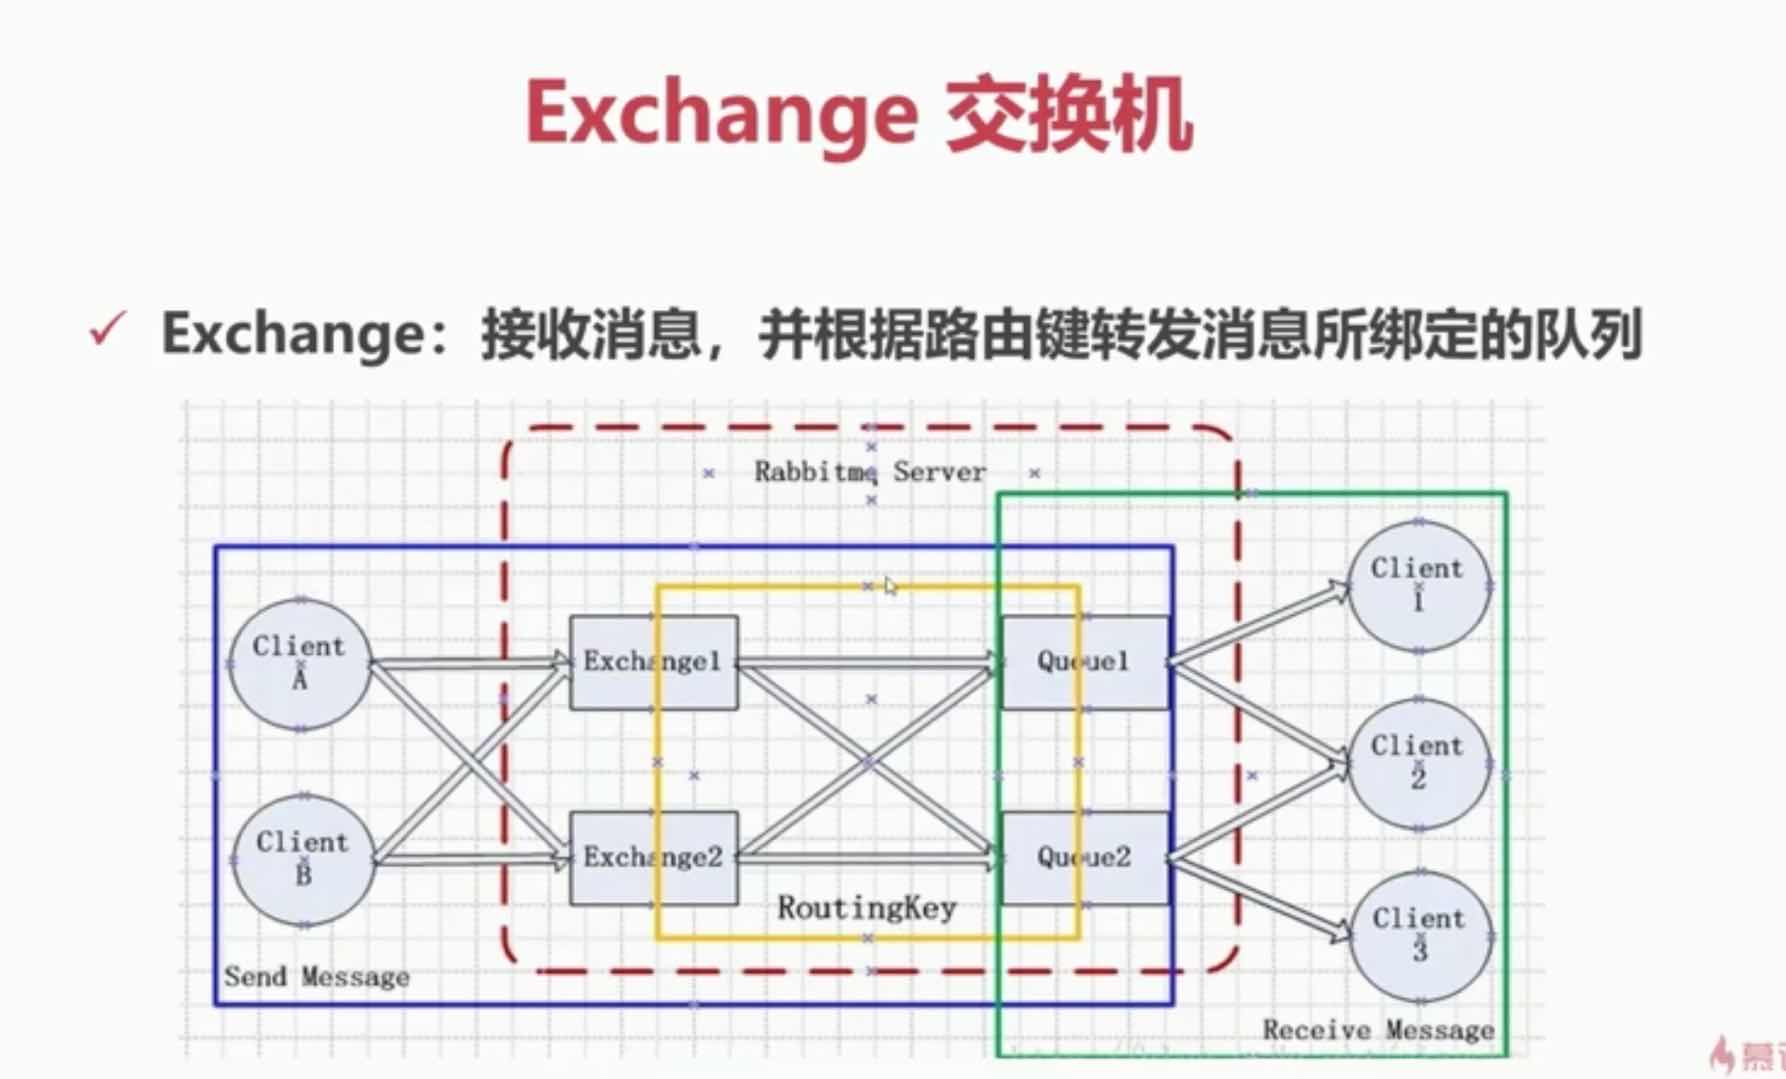 Exchange 交换机
✓ Exchange：接收消息，并根据路由键转发消息所绑定的队列
Rabbitmq Server
Client
A
Client
B
Exchange1
Exchange2
Queue1
Queue2
RoutingKey
Client
1
Client
2
Client
3
Send Message
Receive Message
慕